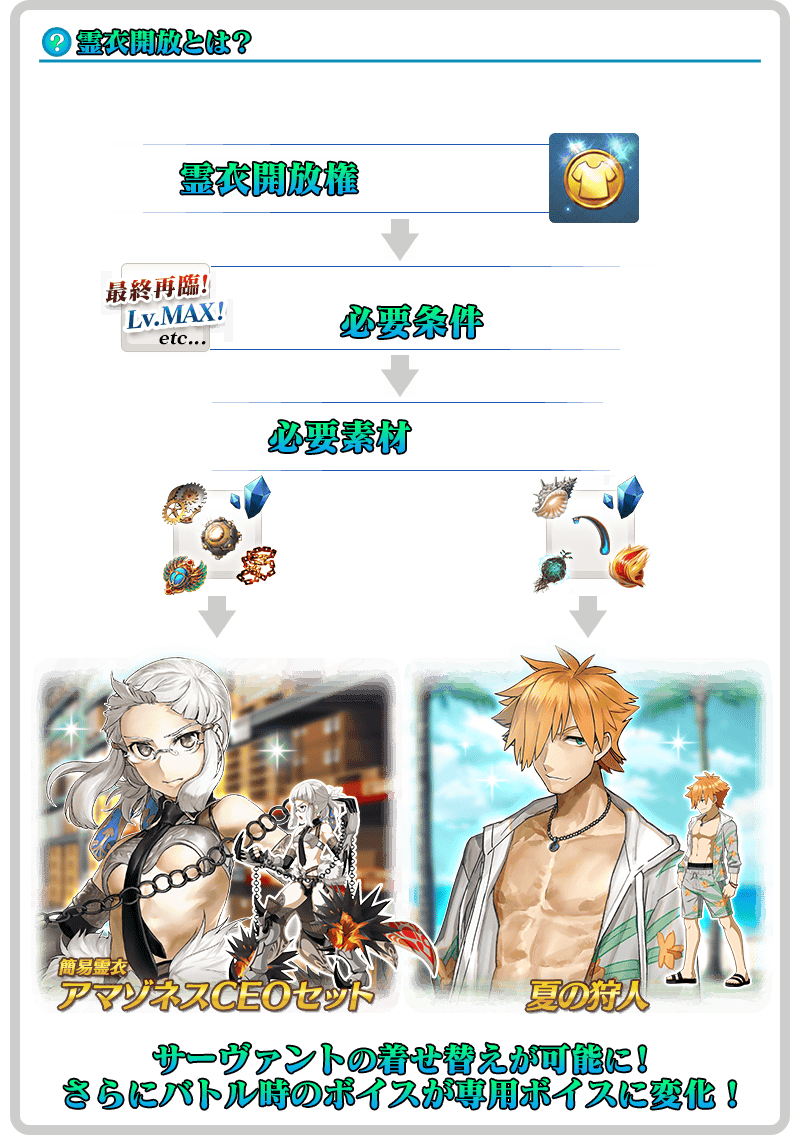 ?霊衣開放とは？
霊衣開放権
最終再臨！
Lv.MAX！
etc...
必要条件
必要素材
簡易霊衣
アマゾネスCEOセット
夏の狩人
サーヴァントの着せ替えが可能に！
さらにバトル時のボイスが専用ボイスに変化！